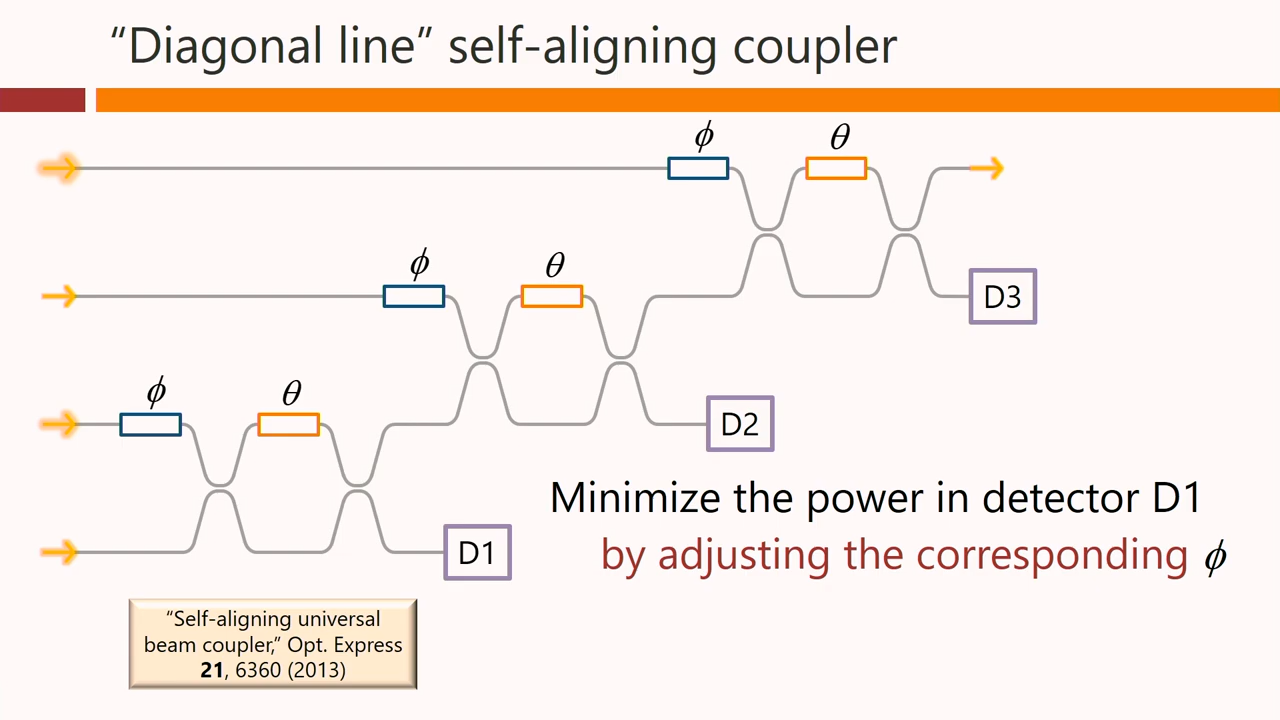 “Diagonal line” self-aligning coupler
ϕ
θ
ϕ
θ
D3
ϕ
θ
D2
D1
Minimize the power in detector D1
by adjusting the corresponding ϕ
“Self-aligning universal
beam coupler,” Opt. Express
21, 6360 (2013)